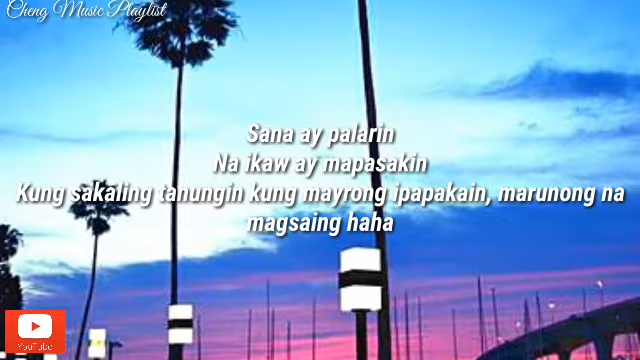 Cheng Music Playlist
Sana ay palarin
Na ikaw ay mapasakin
Kung sakaling tanungin kung mayrong ipapakain, marunong na
magsaing haha
YouTube